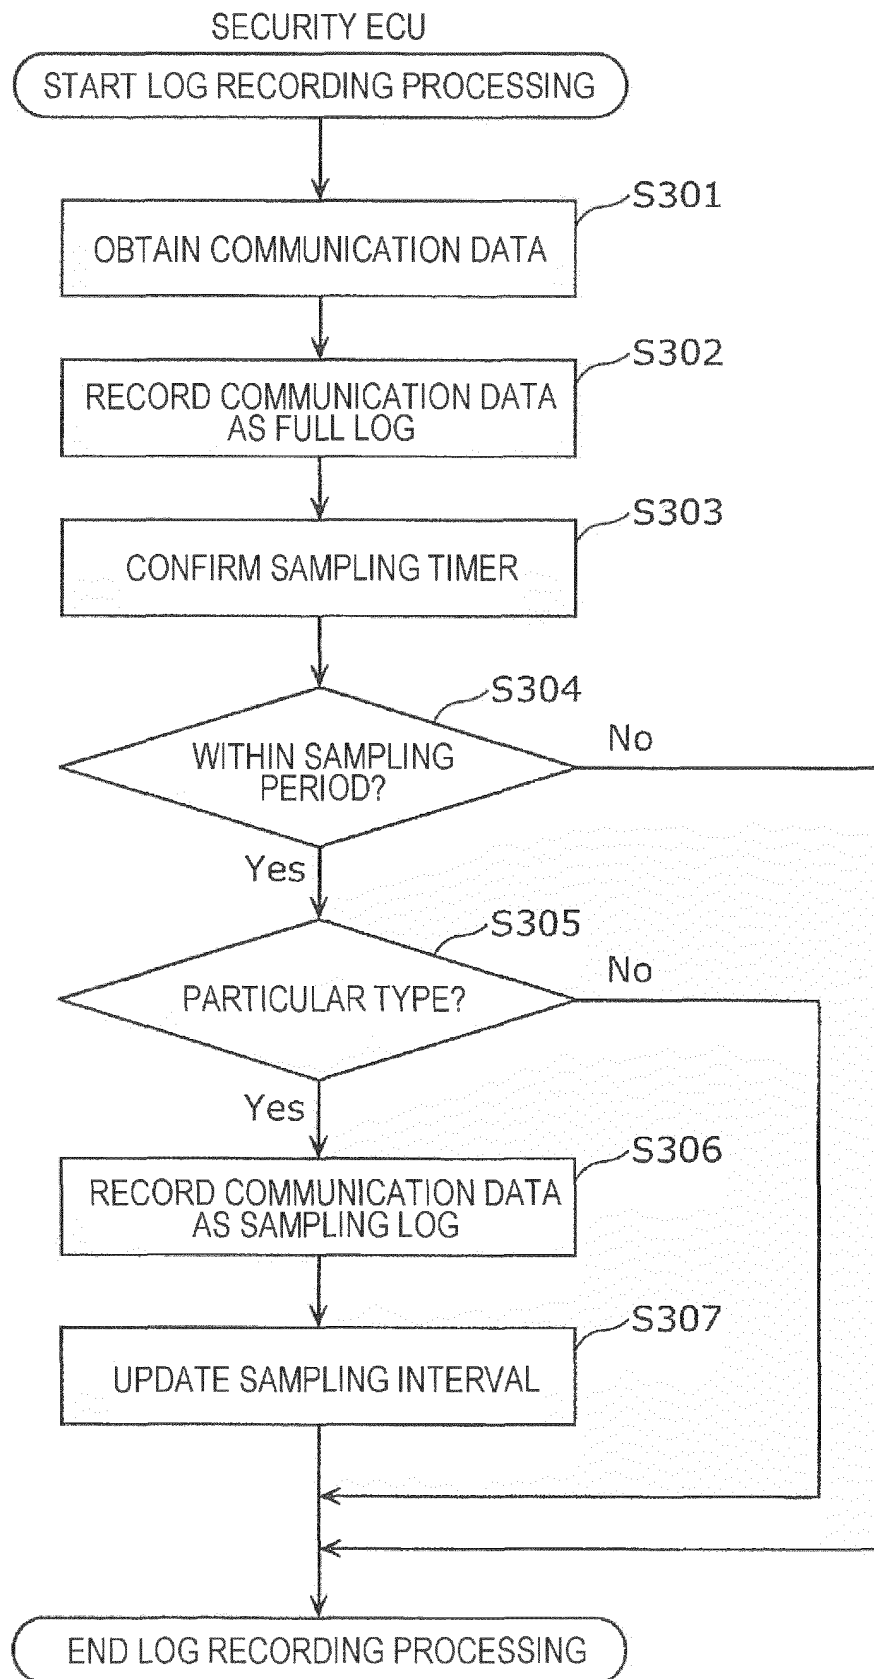 SECURITY ECU
START LOG RECORDING PROCESSING
S301
OBTAIN COMMUNICATION DATA
S302
RECORD COMMUNICATION DATA
AS FULL LOG
S303
CONFIRM SAMPLING TIMER
S304
WITHIN SAMPLING
PERIOD?
No
Yes
S305
PARTICULAR TYPE?
No
Yes
S306
RECORD COMMUNICATION DATA
AS SAMPLING LOG
S307
UPDATE SAMPLING INTERVAL
END LOG RECORDING PROCESSING